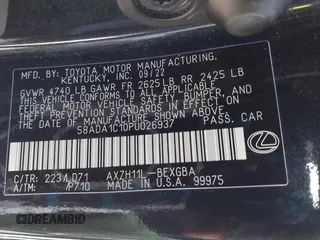 MFD. BY: TOYOTA MOTOR MANUFACTURING,
KENTUCKY, INC. 09/22
GVWR 4740 LB GAWR FR 2625 LB RR 2425 LB
THIS VEHICLE CONFORMS TO ALL APPLICABLE
FEDERAL MOTOR VEHICLE SAFETY, BUMPER, AND
THEFT PREVENTION STANDARDS IN EFFECT ON
THE DATE OF MANUFACTURE SHOWN ABOVE.
58ADA1C10PU026937 PASS. CAR
C/TR: 223/LD71 AXZH11L-BEXGBA
A/TM: /P710 MADE IN U.S.A. 99975
DREAMBID